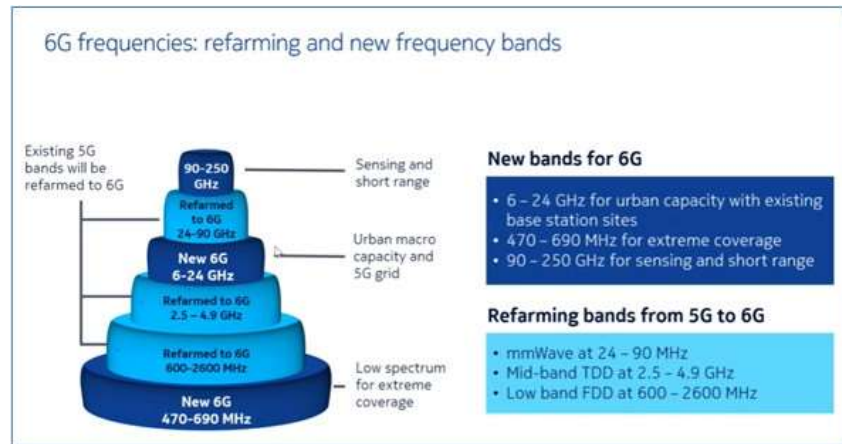 6G frequencies: refarming and new frequency bands
Existing 5G
bands will be
refarmed to 6G
90-250
GHz
Refarmed
to 6G
24-90 GHz
New 6G
6-24 GHz
Refarmed to 6G
2.5 – 4.9 GHz
Refarmed to 6G
600-2600 MHz
New 6G
470-690 MHz
Sensing and
short range
Urban macro
capacity and
5G grid
Low spectrum
for extreme
coverage
New bands for 6G
• 6 – 24 GHz for urban capacity with existing
base station sites
• 470 – 690 MHz for extreme coverage
• 90 – 250 GHz for sensing and short range
Refarming bands from 5G to 6G
• mmWave at 24 – 90 MHz
• Mid-band TDD at 2.5 – 4.9 GHz
• Low band FDD at 600 – 2600 MHz